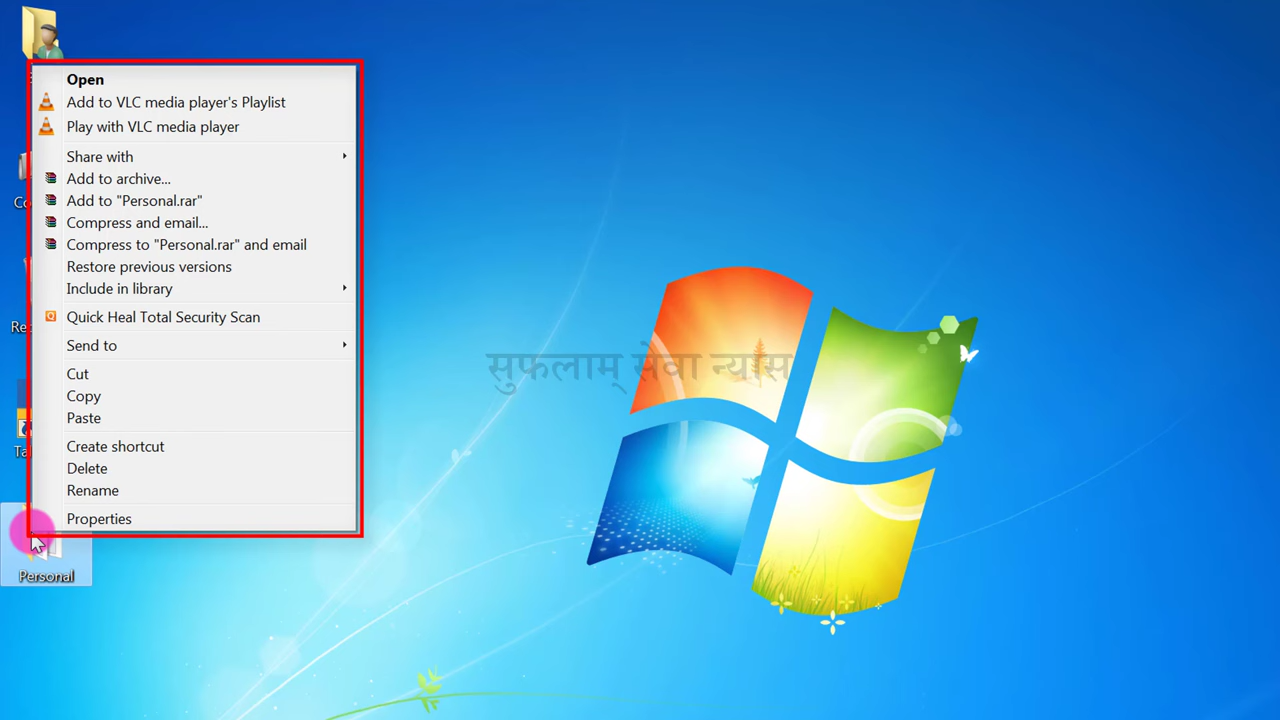 Open
Add to VLC media player's Playlist
Play with VLC media player
Share with
Add to archive...
Add to "Personal.rar"
Compress and email...
Compress to "Personal.rar" and email
Restore previous versions
Include in library
Quick Heal Total Security Scan
Send to
Cut
Copy
Paste
Create shortcut
Delete
Rename
Properties
Personal
सुफलाम् सेवा न्यास